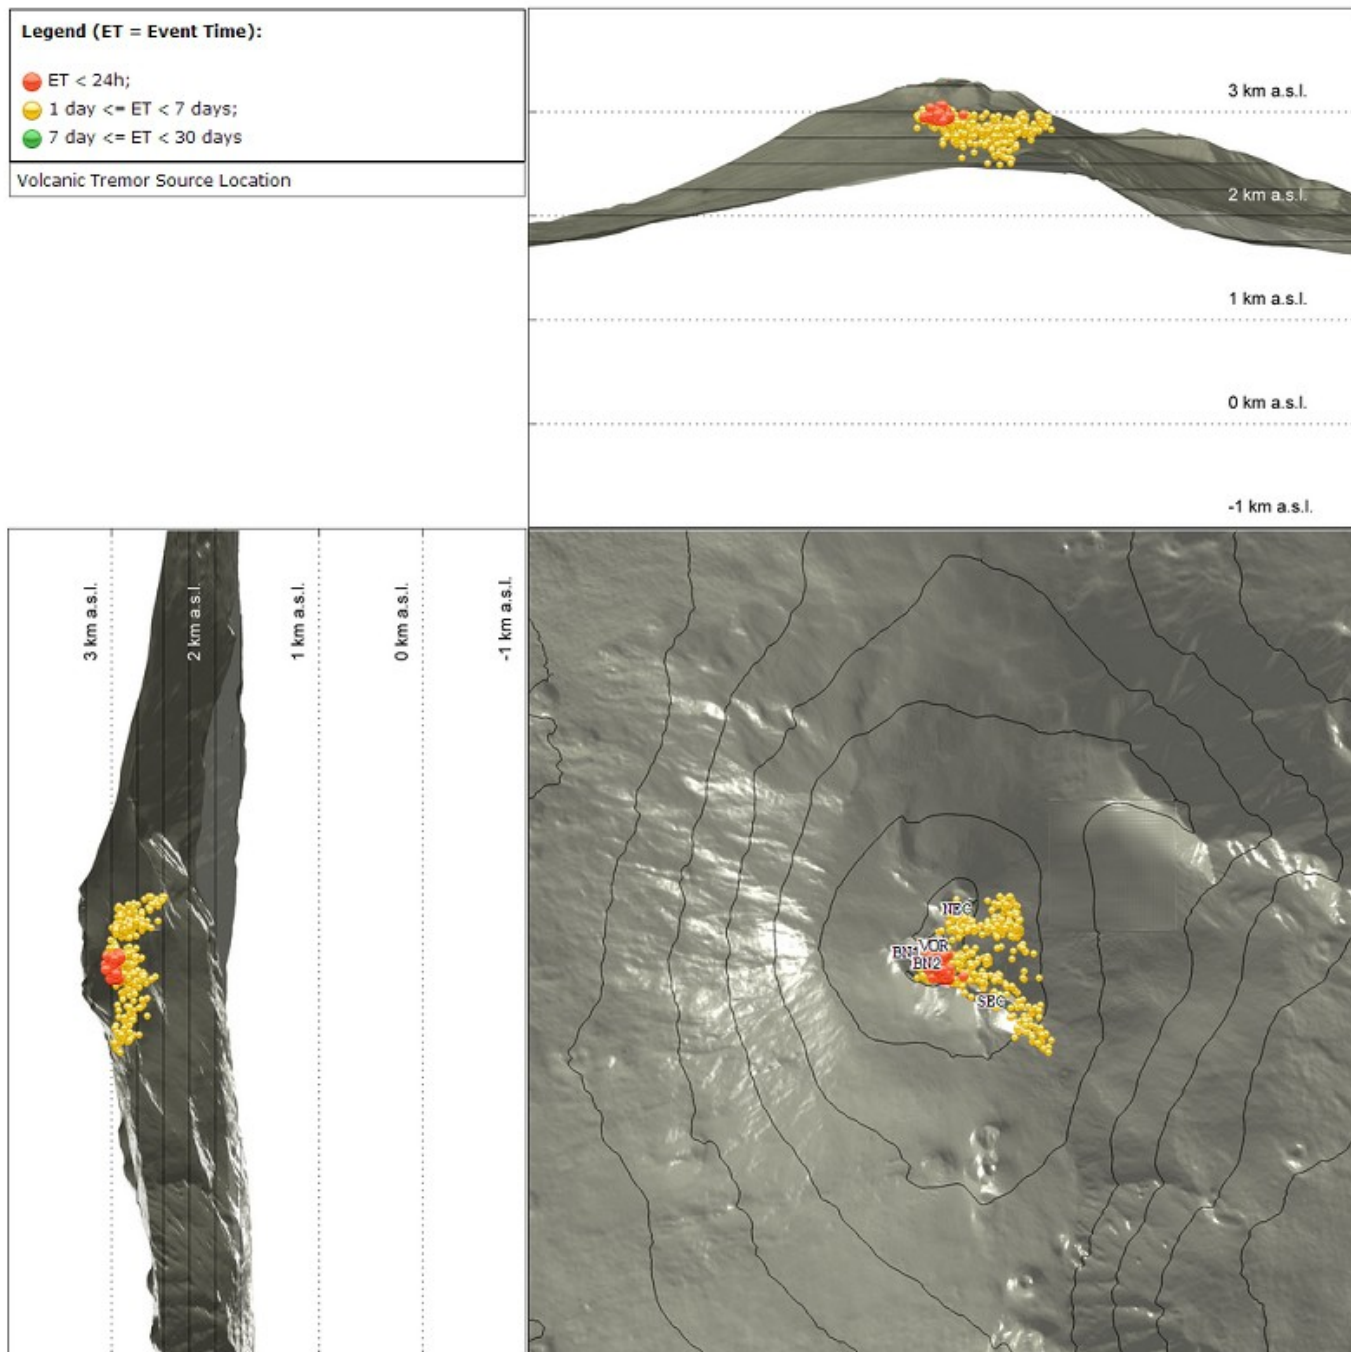 Legend (ET = Event Time):
ET < 24h;
1 day <= ET < 7 days;
7 day <= ET < 30 days
Volcanic Tremor Source Location
3 km a.s.l.
2 km a.s.l.
1 km a.s.l.
0 km a.s.l.
-1 km a.s.l.
3 km a.s.l.
2 km a.s.l.
1 km a.s.l.
0 km a.s.l.
-1 km a.s.l.
NEC
VOR
BN1
BN2
SEC